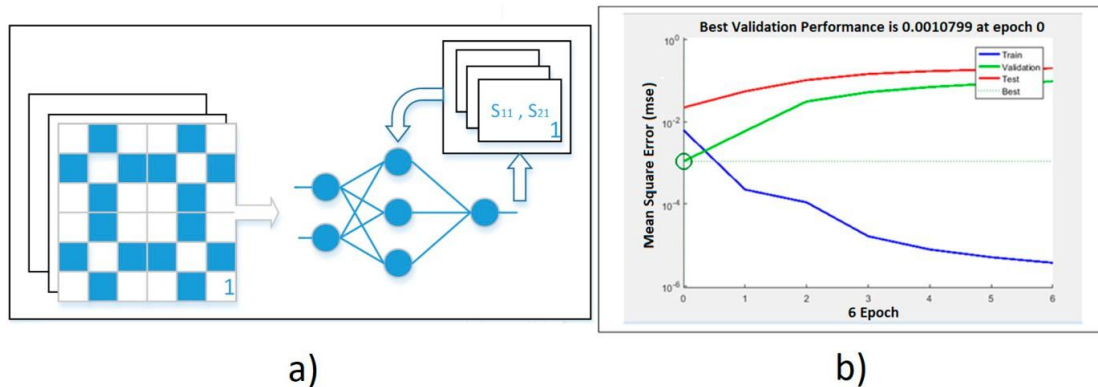 S11 , S21
1
1
a)
Best Validation Performance is 0.0010799 at epoch 0
Mean Square Error (mse)
10^0
10^-2
10^-4
10^-6
Train
Validation
Test
Best
0 1 2 3 4 5 6
6 Epoch
b)